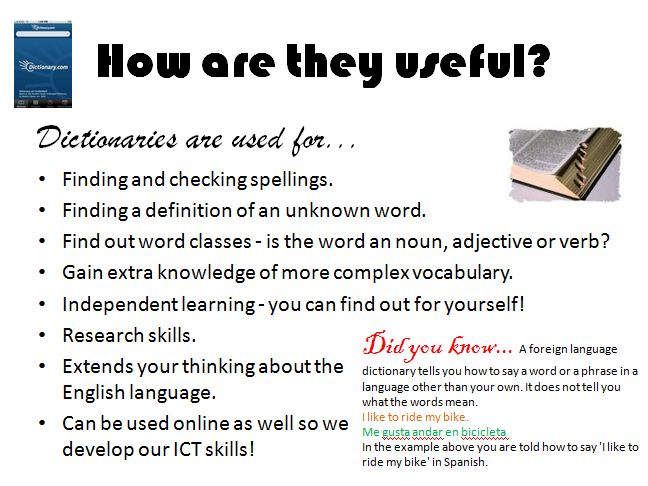 Dictionary.com
How are they useful?
Dictionaries are used for...
• Finding and checking spellings.
• Finding a definition of an unknown word.
• Find out word classes - is the word an noun, adjective or verb?
• Gain extra knowledge of more complex vocabulary.
• Independent learning - you can find out for yourself!
• Research skills.
• Extends your thinking about the
English language.
• Can be used online as well so we
develop our ICT skills!
Did you know... A foreign language
dictionary tells you how to say a word or a phrase in a
language other than your own. It does not tell you
what the words mean.
I like to ride my bike.
Me gusta andar en bicicleta
In the example above you are told how to say 'I like to
ride my bike' in Spanish.